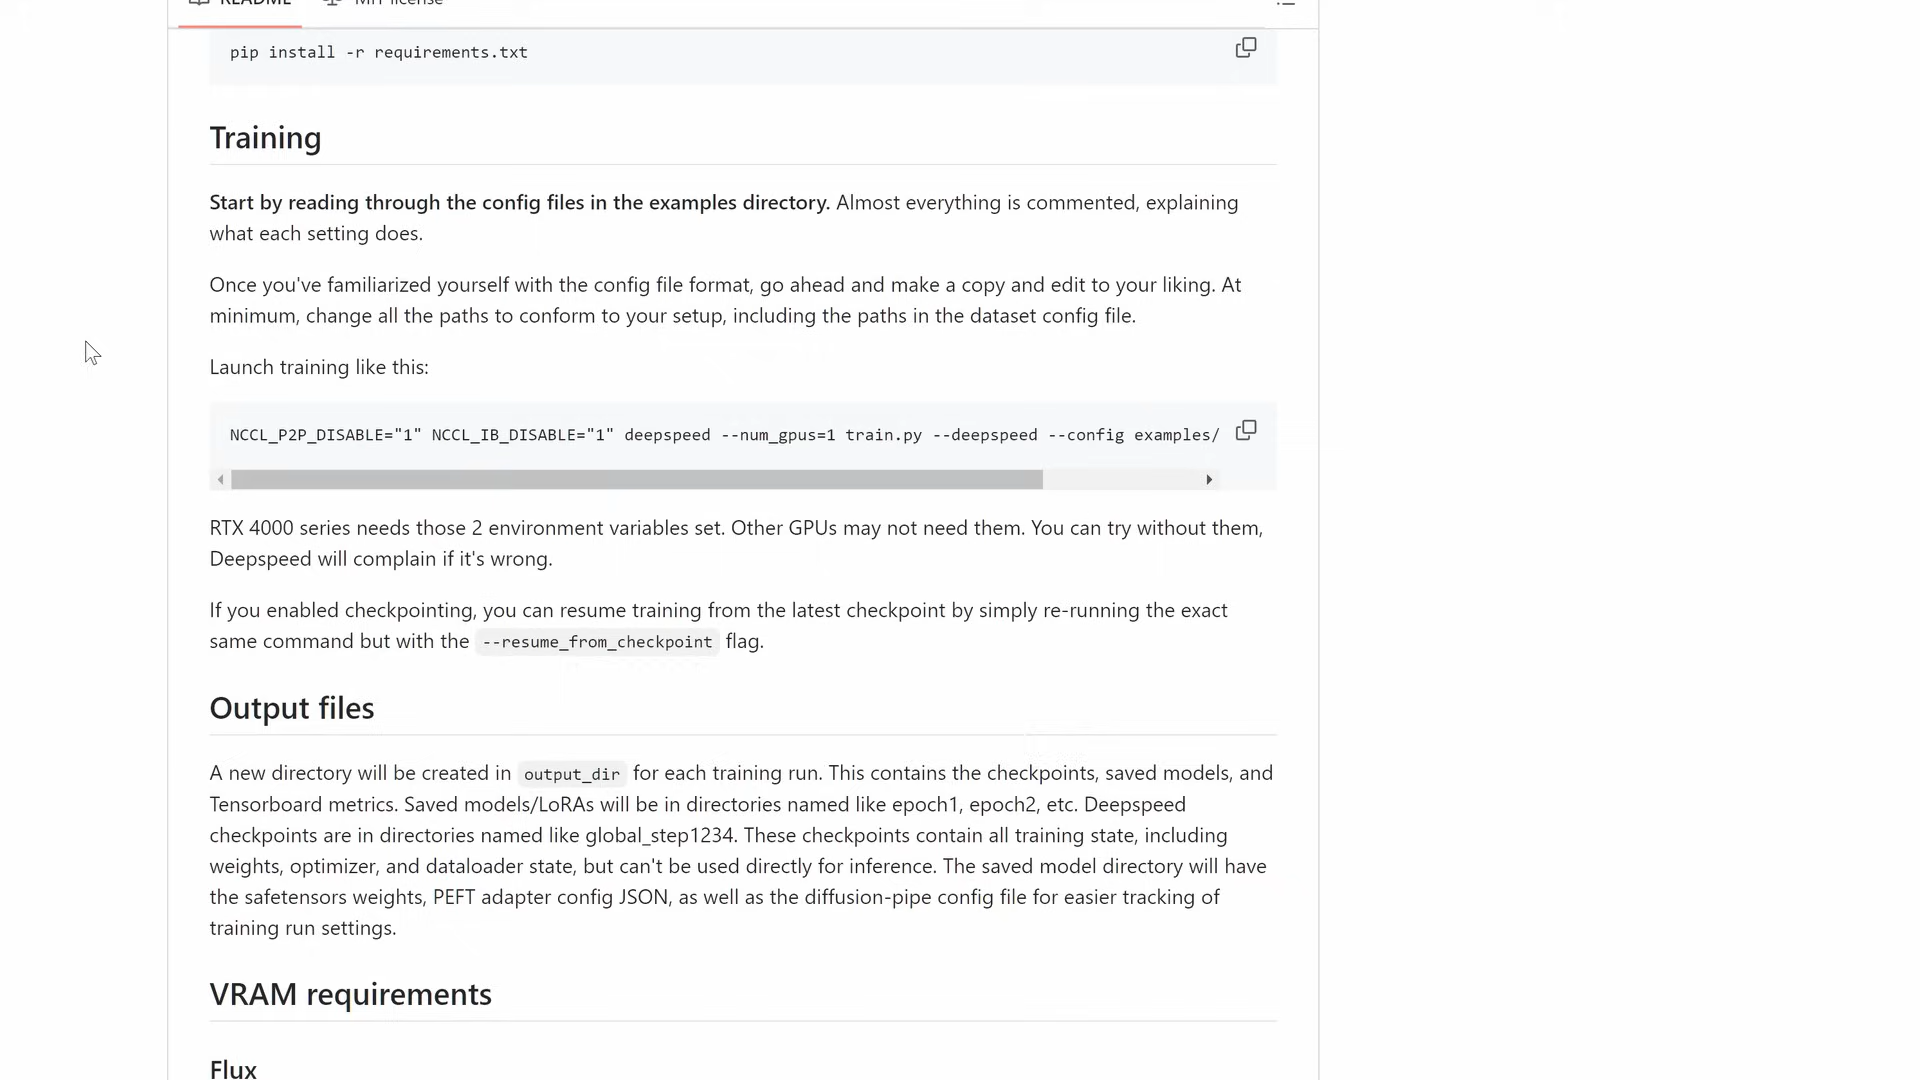 README MIT license
pip install -r requirements.txt
Training
Start by reading through the config files in the examples directory. Almost everything is commented, explaining
what each setting does.
Once you've familiarized yourself with the config file format, go ahead and make a copy and edit to your liking. At
minimum, change all the paths to conform to your setup, including the paths in the dataset config file.
Launch training like this:
NCCL_P2P_DISABLE="1" NCCL_IB_DISABLE="1" deepspeed --num_gpus=1 train.py --deepspeed --config examples/
RTX 4000 series needs those 2 environment variables set. Other GPUs may not need them. You can try without them,
Deepspeed will complain if it's wrong.
If you enabled checkpointing, you can resume training from the latest checkpoint by simply re-running the exact
same command but with the --resume_from_checkpoint flag.
Output files
A new directory will be created in output_dir for each training run. This contains the checkpoints, saved models, and
Tensorboard metrics. Saved models/LoRAs will be in directories named like epoch1, epoch2, etc. Deepspeed
checkpoints are in directories named like global_step1234. These checkpoints contain all training state, including
weights, optimizer, and dataloader state, but can't be used directly for inference. The saved model directory will have
the safetensors weights, PEFT adapter config JSON, as well as the diffusion-pipe config file for easier tracking of
training run settings.
VRAM requirements
Flux